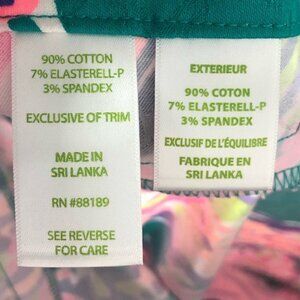 90% COTTON
7% ELASTERELL-P
3% SPANDEX
EXCLUSIVE OF TRIM
MADE IN
SRI LANKA
RN #88189
SEE REVERSE
FOR CARE
EXTERIEUR
90% COTON
7% ELASTERELL-P
3% SPANDEX
EXCLUSIF DE L'ÉQUILIBRE
FABRIQUE EN
SRI LANKA